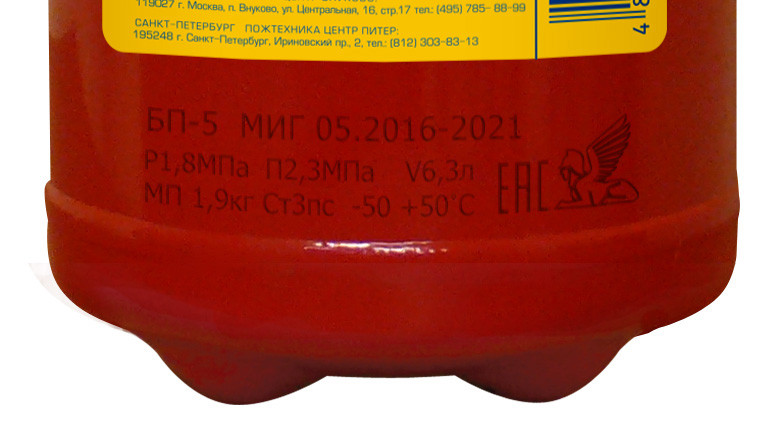 119027 г. Москва, п. Внуково, ул. Центральная, 16, стр.17 тел.: (495) 785- 88-99
САНКТ-ПЕТЕРБУРГ ПОЖТЕХНИКА ЦЕНТР ПИТЕР:
195248 г. Санкт-Петербург, Ириновский пр., 2, тел.: (812) 303-83-13
4
БП-5 МИГ 05.2016-2021
Р1,8МПа П2,3МПа V6,3л
МП 1,9кг Ст3пс -50 +50°С
ЕАС